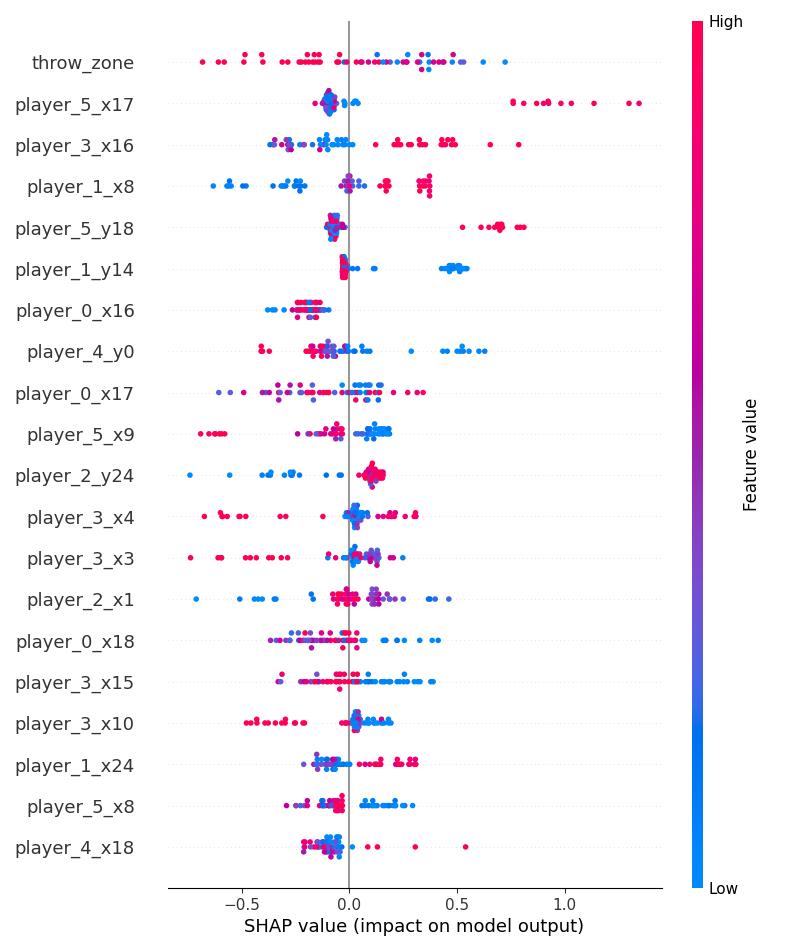 High
throw_zone
player_5_x17
player_3_x16
player_1_x8
player_5_y18
player_1_y14
player_0_x16
player_4_y0
player_0_x17
player_5_x9
player_2_y24
player_3_x4
player_3_x3
player_2_x1
player_0_x18
player_3_x15
player_3_x10
player_1_x24
player_5_x8
player_4_x18
Feature value
Low
−0.5 0.0 0.5 1.0
SHAP value (impact on model output)